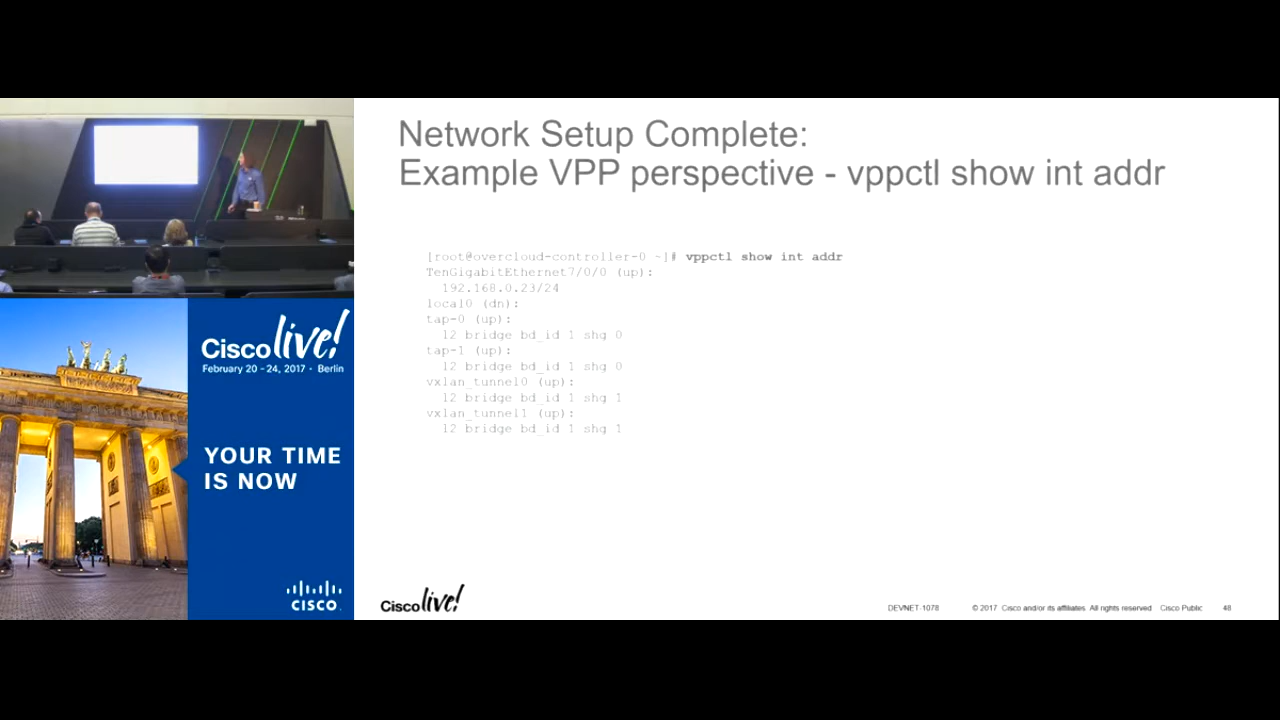 Network Setup Complete:
Example VPP perspective - vppctl show int addr
[root@overcloud-controller-0 ~]# vppctl show int addr
TenGigabitEthernet7/0/0 (up):
192.168.0.23/24
local0 (dn):
tap-0 (up):
l2 bridge bd_id 1 shg 0
tap-1 (up):
l2 bridge bd_id 1 shg 0
vxlan_tunnel0 (up):
l2 bridge bd_id 1 shg 1
vxlan_tunnel1 (up):
l2 bridge bd_id 1 shg 1
Cisco live!
February 20 - 24, 2017 · Berlin
YOUR TIME
IS NOW
CISCO
Cisco live!
DEVNET-1078 © 2017 Cisco and/or its affiliates. All rights reserved Cisco Public 48